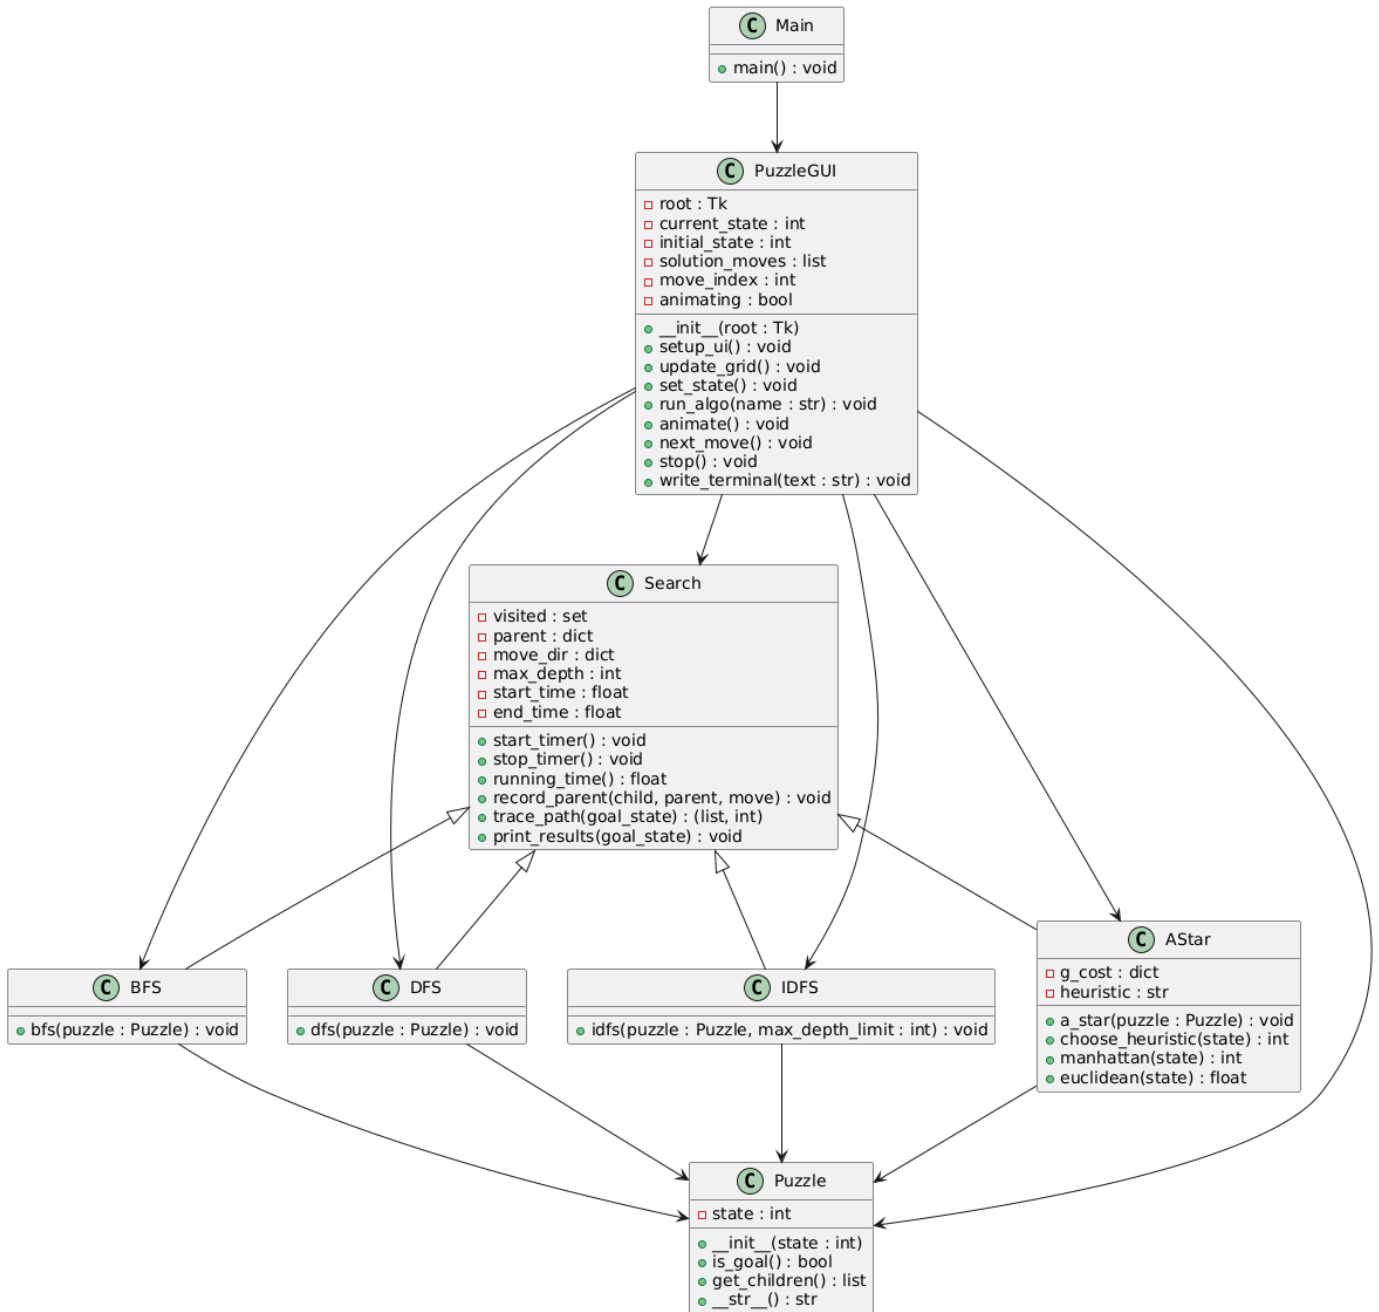 C Main
main() : void
C PuzzleGUI
root : Tk
current_state : int
initial_state : int
solution_moves : list
move_index : int
animating : bool
__init__(root : Tk)
setup_ui() : void
update_grid() : void
set_state() : void
run_algo(name : str) : void
animate() : void
next_move() : void
stop() : void
write_terminal(text : str) : void
C Search
visited : set
parent : dict
move_dir : dict
max_depth : int
start_time : float
end_time : float
start_timer() : void
stop_timer() : void
running_time() : float
record_parent(child, parent, move) : void
trace_path(goal_state) : (list, int)
print_results(goal_state) : void
C BFS
bfs(puzzle : Puzzle) : void
C DFS
dfs(puzzle : Puzzle) : void
C IDFS
idfs(puzzle : Puzzle, max_depth_limit : int) : void
C AStar
g_cost : dict
heuristic : str
a_star(puzzle : Puzzle) : void
choose_heuristic(state) : int
manhattan(state) : int
euclidean(state) : float
C Puzzle
state : int
__init__(state : int)
is_goal() : bool
get_children() : list
__str__() : str